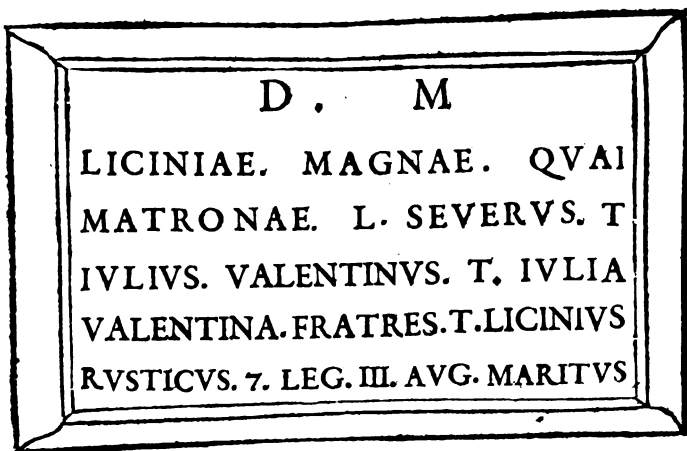 D . M
LICINIAE. MAGNAE. QVAI
MATRONAE. L. SEVERVS. T
IVLIVS. VALENTINVS. T. IVLIA
VALENTINA. FRATRES. T. LICINIVS
RVSTICVS. 7. LEG. III. AVG. MARITVS